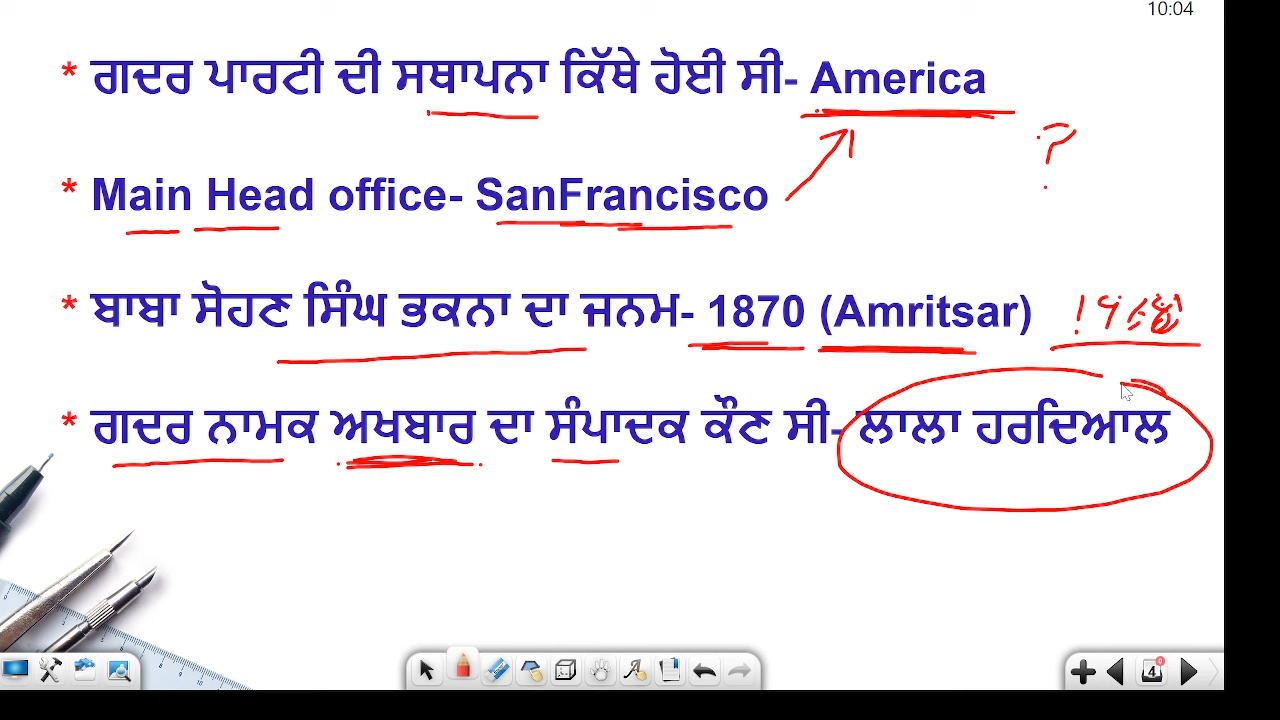 10:04
* ਗਦਰ ਪਾਰਟੀ ਦੀ ਸਥਾਪਨਾ ਕਿੱਥੇ ਹੋਈ ਸੀ- America
?
* Main Head office- SanFrancisco
* ਬਾਬਾ ਸੋਹਣ ਸਿੰਘ ਭਕਨਾ ਦਾ ਜਨਮ- 1870 (Amritsar)
* ਗਦਰ ਨਾਮਕ ਅਖਬਾਰ ਦਾ ਸੰਪਾਦਕ ਕੌਣ ਸੀ- ਲਾਲਾ ਹਰਦਿਆਲ
4